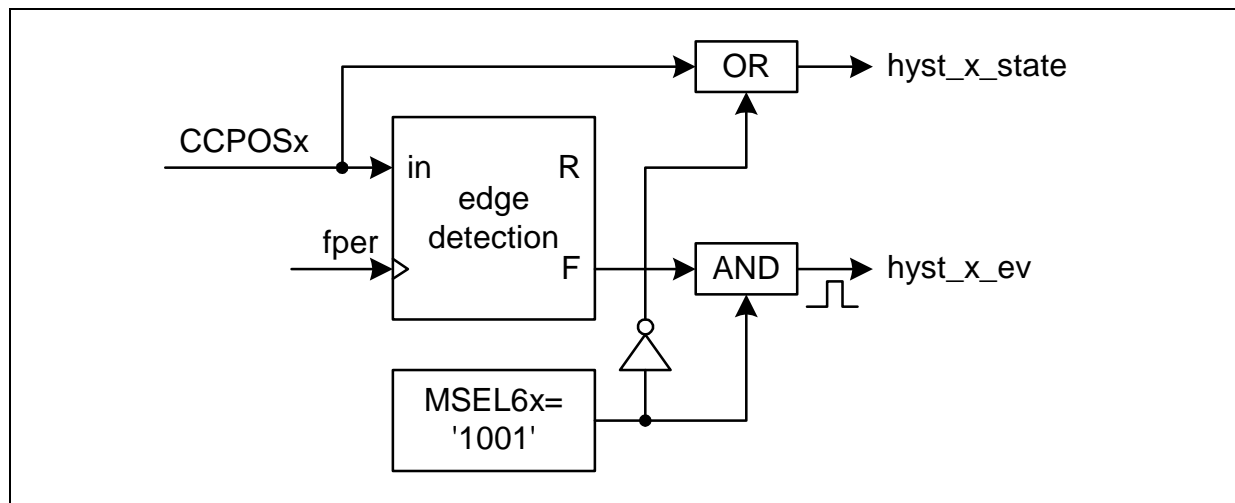 OR
hyst_x_state
CCPOSx
in
R
edge
detection
fper
F
AND
hyst_x_ev
MSEL6x=
'1001'